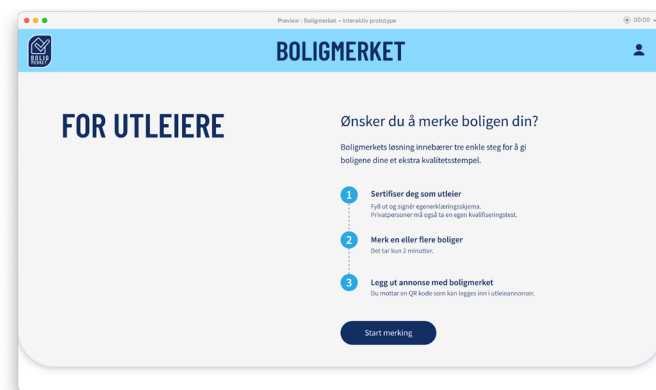 Preview : Boligmerket – interaktiv prototype
00:00
BOLIG
MERKET
BOLIGMERKET
FOR UTLEIERE
Ønsker du å merke boligen din?
Boligmerkets løsning innebærer tre enkle steg for å gi
boligene dine et ekstra kvalitetsstempel.
1
Sertifiser deg som utleier
Fyll ut og signér egenerklæringsskjema.
Privatpersoner må også ta en egen kvalifiseringstest.
2
Merk en eller flere boliger
Det tar kun 2 minutter.
3
Legg ut annonse med boligmerket
Du mottar en QR kode som kan legges inn i utleieannonser.
Start merking